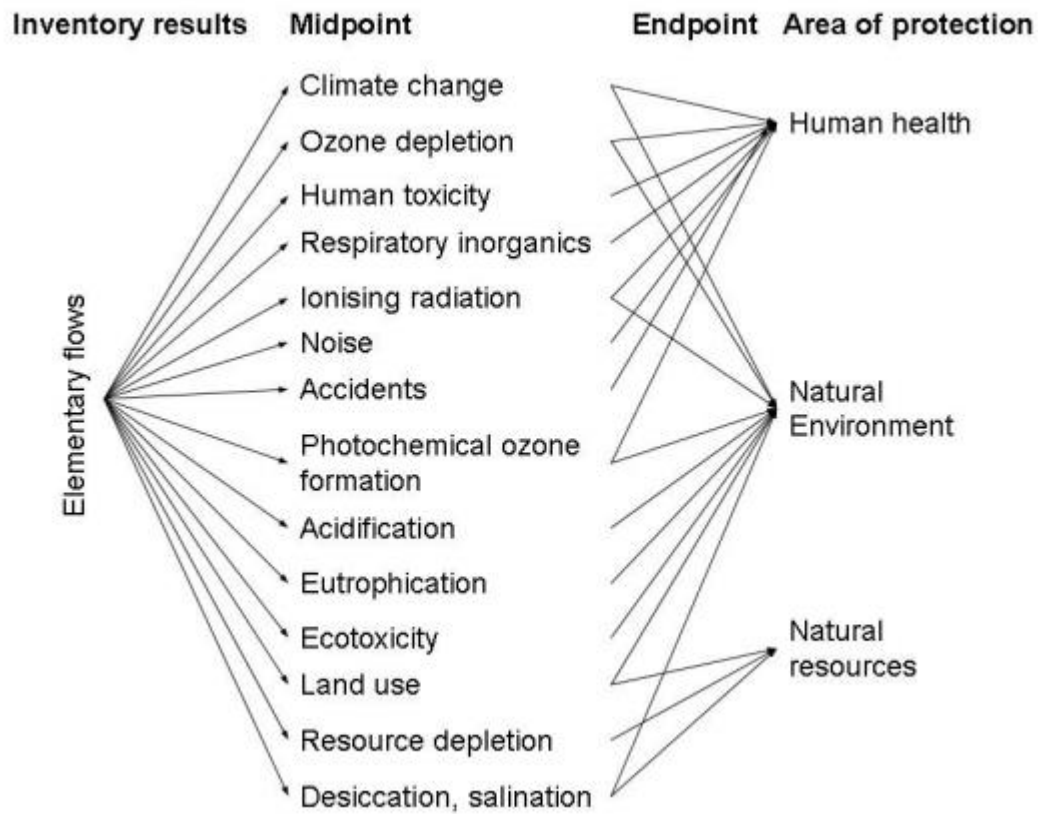 Inventory results Midpoint Endpoint Area of protection
Climate change
Ozone depletion
Human toxicity
Respiratory inorganics
Ionising radiation
Noise
Accidents
Photochemical ozone
formation
Acidification
Eutrophication
Ecotoxicity
Land use
Resource depletion
Desiccation, salination
Elementary flows
Human health
Natural
Environment
Natural
resources